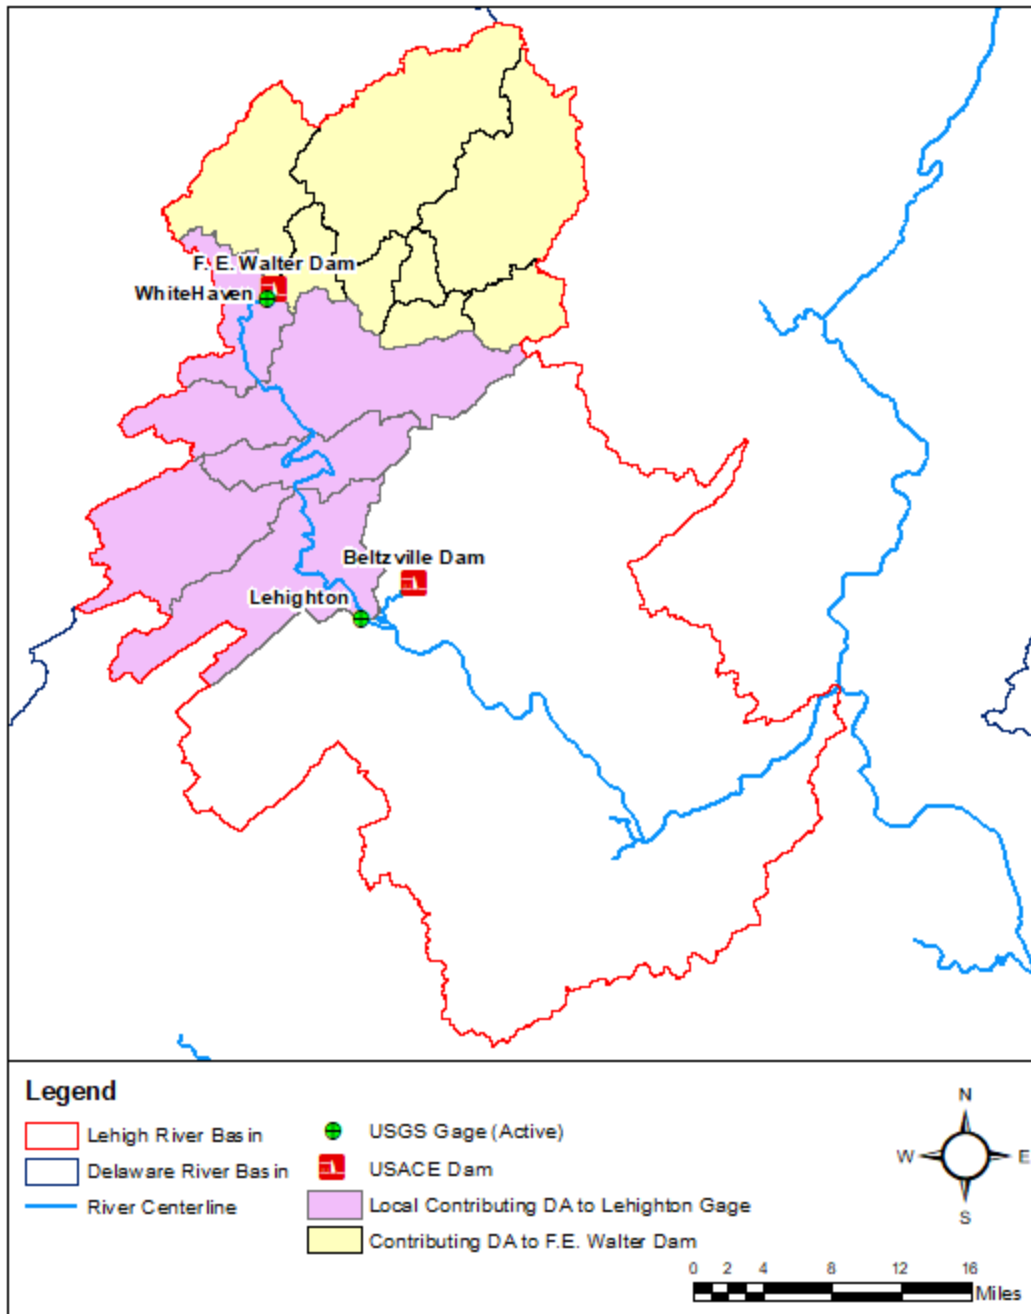 F. E. Walter Dam
WhiteHaven
Beltzville Dam
Lehighton
Legend
Lehigh River Basin
Delaware River Basin
River Centerline
USGS Gage (Active)
USACE Dam
Local Contributing DA to Lehighton Gage
Contributing DA to F.E. Walter Dam
N
W E
S
0 2 4 8 12 16
Miles